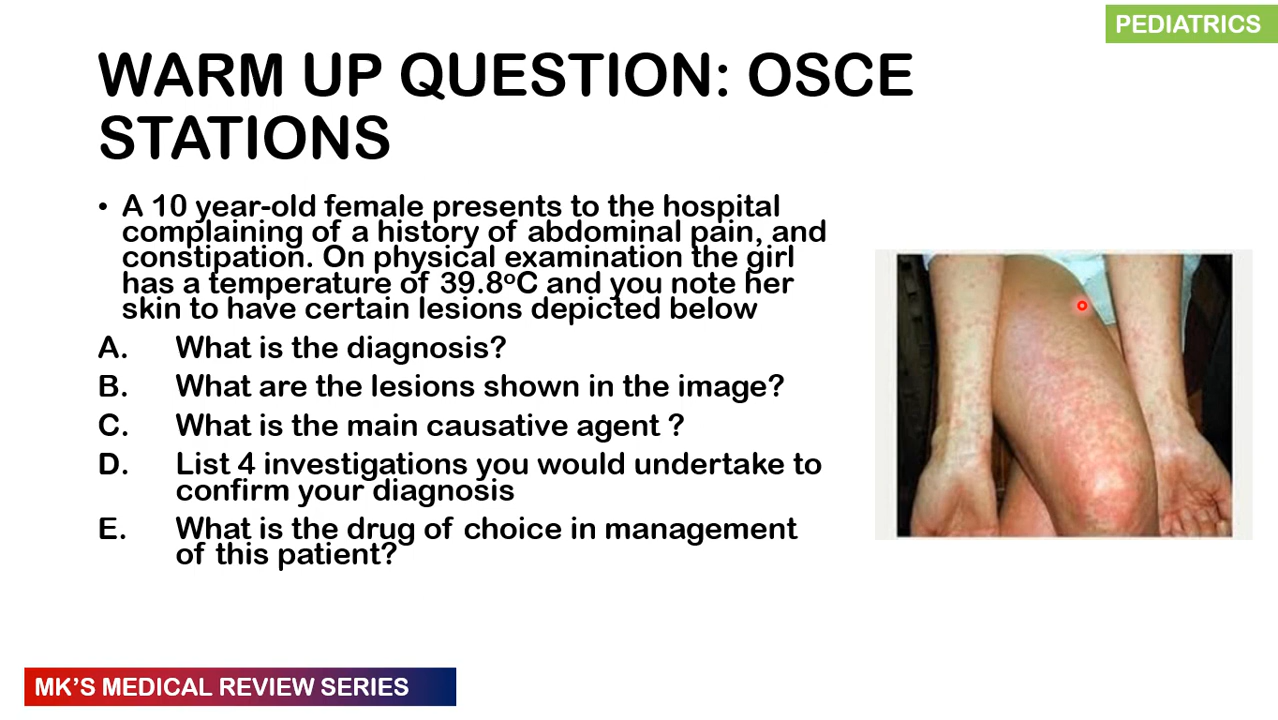 PEDIATRICS
WARM UP QUESTION: OSCE
STATIONS
• A 10 year-old female presents to the hospital
complaining of a history of abdominal pain, and
constipation. On physical examination the girl
has a temperature of 39.8ºC and you note her
skin to have certain lesions depicted below
A. What is the diagnosis?
B. What are the lesions shown in the image?
C. What is the main causative agent ?
D. List 4 investigations you would undertake to
confirm your diagnosis
E. What is the drug of choice in management
of this patient?
MK'S MEDICAL REVIEW SERIES